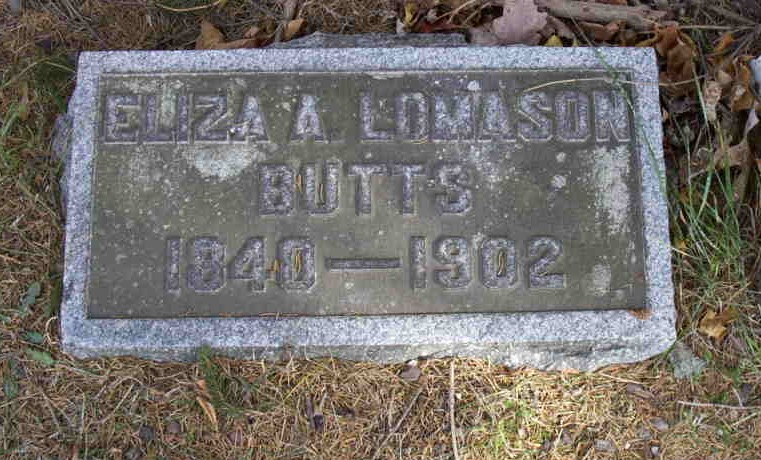 ELIZA A. LOMASON
BUTTS
1840—1902